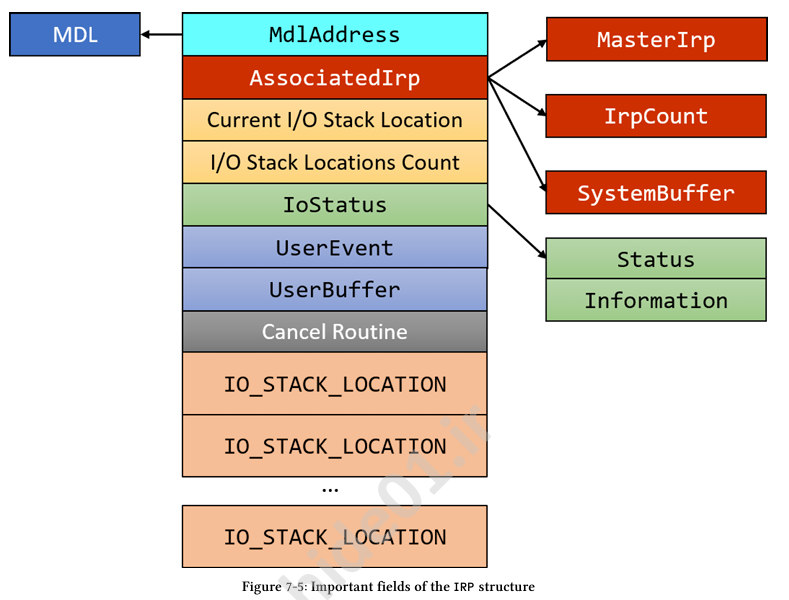 MDL
MdlAddress
AssociatedIrp
Current I/O Stack Location
I/O Stack Locations Count
IoStatus
UserEvent
UserBuffer
Cancel Routine
IO_STACK_LOCATION
IO_STACK_LOCATION
...
IO_STACK_LOCATION
MasterIrp
IrpCount
SystemBuffer
Status
Information
hide01.ir
Figure 7-5: Important fields of the IRP structure